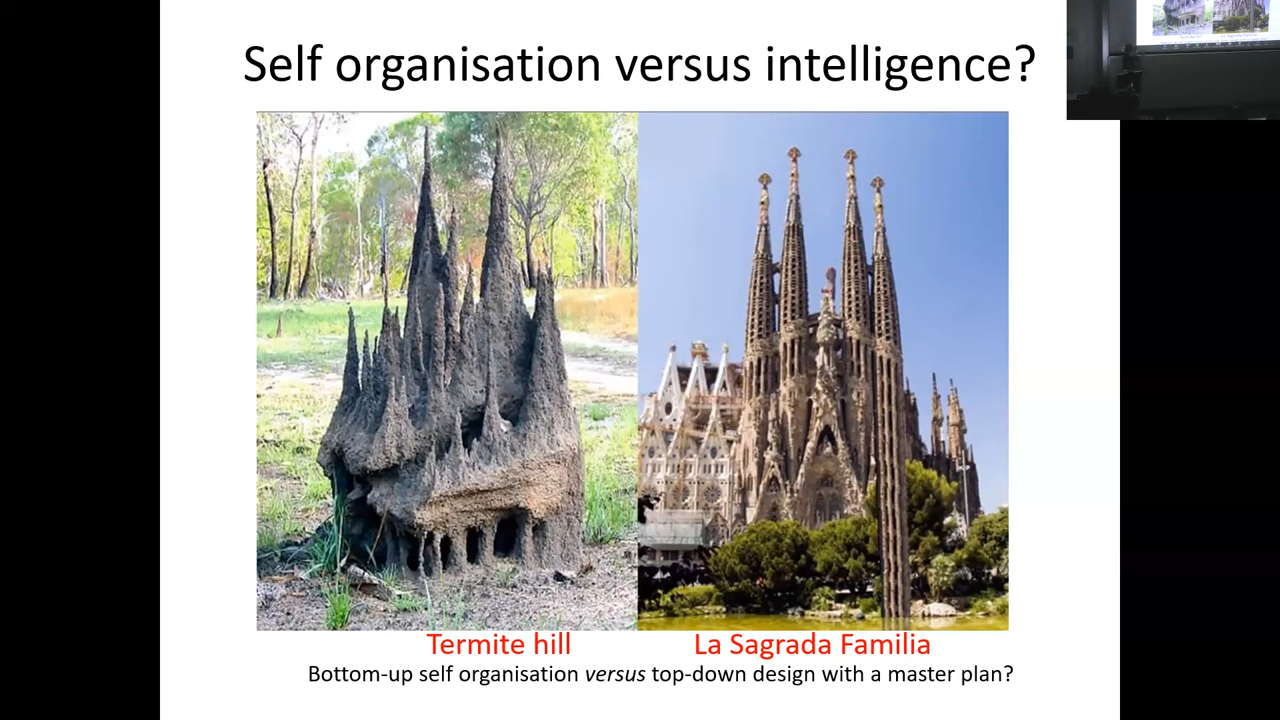 Self organisation versus intelligence?
Termite hill
La Sagrada Familia
Bottom-up self organisation versus top-down design with a master plan?